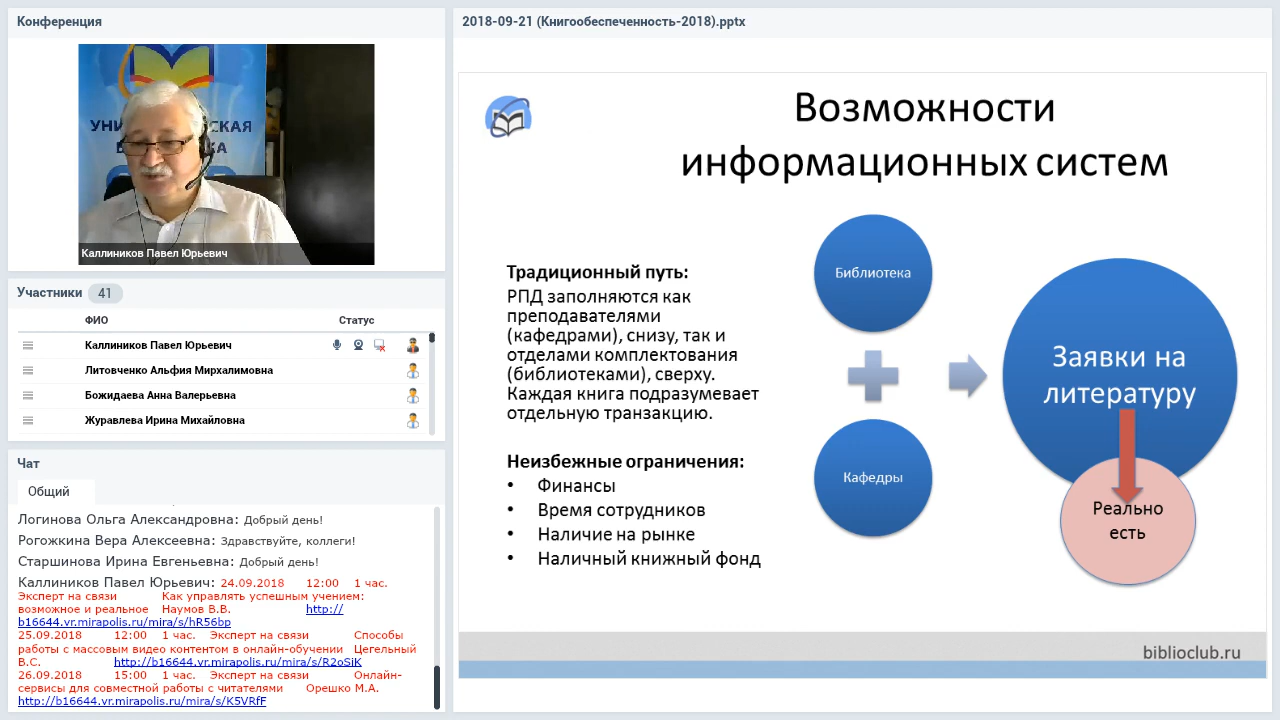 Конференция
УНИ СКАЯ
Каллиников Павел Юрьевич
Участники 41
ФИО Статус
Каллиников Павел Юрьевич
Литовченко Альфия Мирхалимовна
Божидаева Анна Валерьевна
Журавлева Ирина Михайловна
Чат
Общий
Логинова Ольга Александровна: Добрый день!
Рогожкина Вера Алексеевна: Здравствуйте, коллеги!
Старшинова Ирина Евгеньевна: Добрый день!
Каллиников Павел Юрьевич: 24.09.2018 12:00 1 час.
Эксперт на связи Как управлять успешным учением:
возможное и реальное Наумов В.В. http://
b16644.vr.mirapolis.ru/mira/s/hR56bp
25.09.2018 12:00 1 час. Эксперт на связи Способы
работы с массовым видео контентом в онлайн-обучении Цегельный
В.С. http://b16644.vr.mirapolis.ru/mira/s/R2oSiK
26.09.2018 15:00 1 час. Эксперт на связи Онлайн-
сервисы для совместной работы с читателями Орешко М.А.
http://b16644.vr.mirapolis.ru/mira/s/K5VRfF
2018-09-21 (Книгообеспеченность-2018).pptx
Возможности
информационных систем
Традиционный путь:
РПД заполняются как
преподавателями
(кафедрами), снизу, так и
отделами комплектования
(библиотеками), сверху.
Каждая книга подразумевает
отдельную транзакцию.
Неизбежные ограничения:
• Финансы
• Время сотрудников
• Наличие на рынке
• Наличный книжный фонд
Библиотека
Кафедры
Заявки на
литературу
Реально
есть
biblioclub.ru